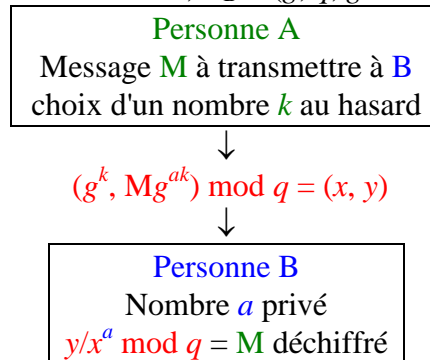 Personne A
Message M à transmettre à B
choix d'un nombre k au hasard
↓
(g^k, Mg^{ak}) mod q = (x, y)
↓
Personne B
Nombre a privé
y/x^a mod q = M déchiffré